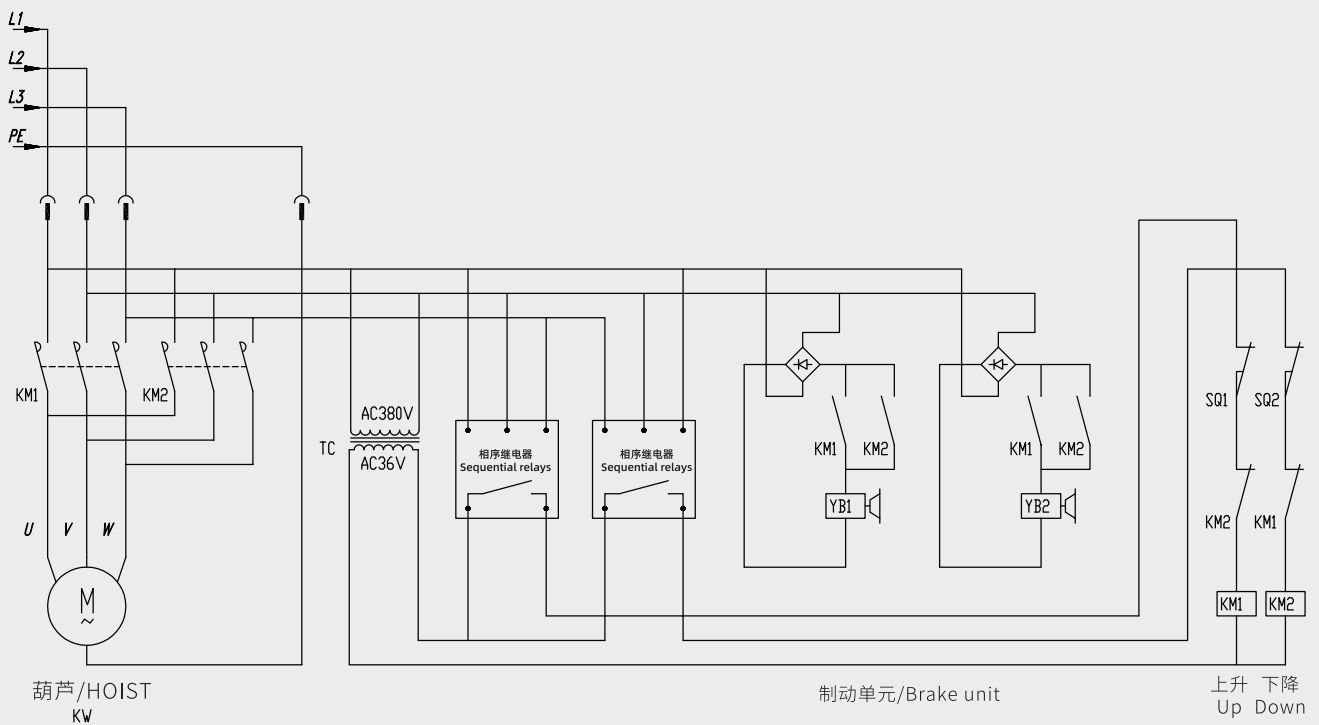 L1
L2
L3
PE
KM1
KM2
TC
AC380V
AC36V
相序继电器
Sequential relays
相序继电器
Sequential relays
KM1
KM2
YB1
KM1
KM2
YB2
SQ1
SQ2
KM2
KM1
KM1
KM2
U
V
W
M
~
葫芦/HOIST
KW
制动单元/Brake unit
上升 下降
Up Down